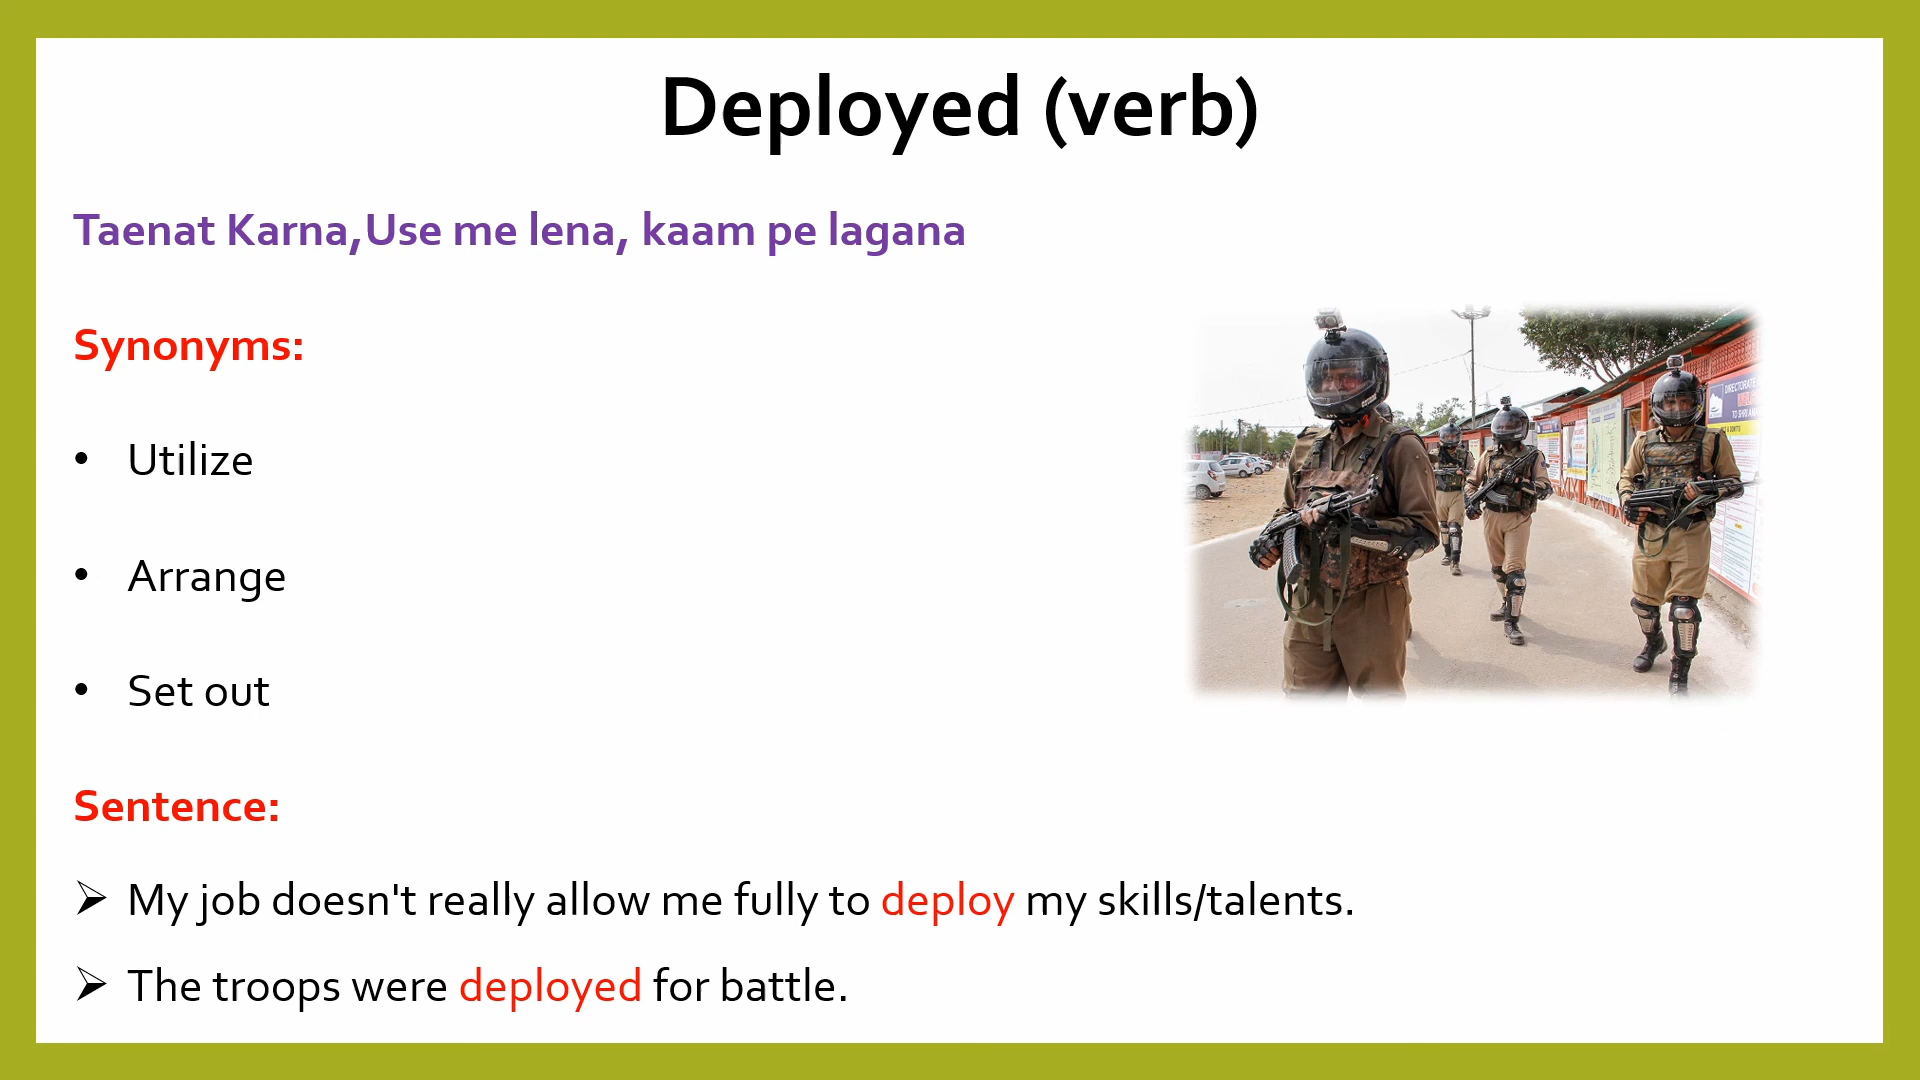 Deployed (verb)
Taenat Karna,Use me lena, kaam pe lagana
Synonyms:
• Utilize
• Arrange
• Set out
DIRECTORATE
Sentence:
➢ My job doesn't really allow me fully to deploy my skills/talents.
➢ The troops were deployed for battle.